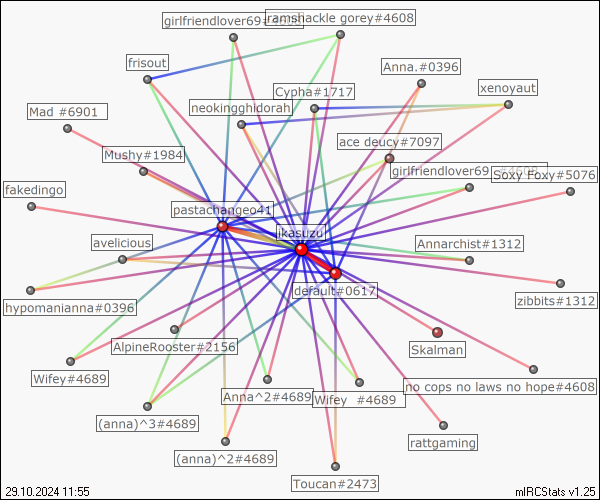 girlfriendlover69
ramshackle gorey#4608
frisout
Anna.#0396
Cypha#1717
xenoyaut
neokingghidorah
Mad #6901
ace deucy#7097
Mushy#1984
girlfriendlover69
Soxy Foxy#5076
fakedingo
pastachangeo41
ikasuzu
avelicious
Annarchist#1312
default#0617
hypomanianna#0396
zibbits#1312
AlpineRooster#2156
Skalman
Wifey#4689
no cops no laws no hope#4608
Anna^2#4689
Wifey #4689
(anna)^3#4689
rattgaming
(anna)^2#4689
Toucan#2473
29.10.2024 11:55
mIRCStats v1.25